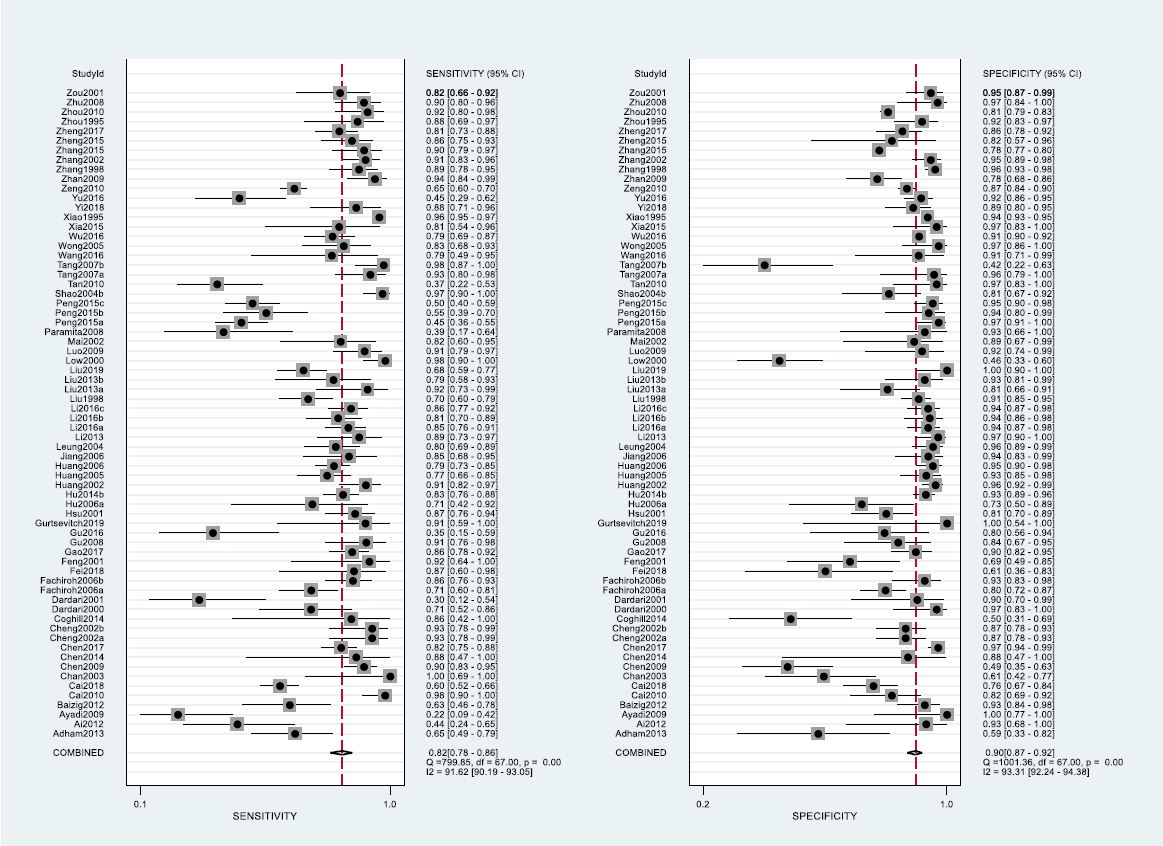 StudyId SENSITIVITY (95% CI) StudyId SPECIFICITY (95% CI)
Zou2001 0.82 [0.66 - 0.92] Zou2001 0.95 [0.87 - 0.99]
Zhu2008 0.90 [0.80 - 0.96] Zhu2008 0.97 [0.84 - 1.00]
Zhou2010 0.92 [0.80 - 0.98] Zhou2010 0.81 [0.79 - 0.83]
Zhou1995 0.88 [0.69 - 0.97] Zhou1995 0.92 [0.83 - 0.97]
Zheng2017 0.81 [0.73 - 0.88] Zheng2017 0.86 [0.78 - 0.92]
Zheng2015 0.86 [0.75 - 0.93] Zheng2015 0.82 [0.57 - 0.96]
Zhang2015 0.90 [0.79 - 0.97] Zhang2015 0.78 [0.77 - 0.80]
Zhang2002 0.91 [0.83 - 0.96] Zhang2002 0.95 [0.89 - 0.98]
Zhang1998 0.89 [0.78 - 0.95] Zhang1998 0.96 [0.93 - 0.98]
Zhan2009 0.94 [0.84 - 0.99] Zhan2009 0.78 [0.68 - 0.86]
Zeng2010 0.65 [0.60 - 0.70] Zeng2010 0.87 [0.84 - 0.90]
Yu2016 0.45 [0.29 - 0.62] Yu2016 0.92 [0.86 - 0.95]
Yi2018 0.88 [0.71 - 0.96] Yi2018 0.89 [0.80 - 0.95]
Xiao1995 0.96 [0.95 - 0.97] Xiao1995 0.94 [0.93 - 0.95]
Xia2015 0.81 [0.54 - 0.96] Xia2015 0.97 [0.83 - 1.00]
Wu2016 0.79 [0.69 - 0.87] Wu2016 0.91 [0.90 - 0.92]
Wong2005 0.83 [0.68 - 0.93] Wong2005 0.97 [0.86 - 1.00]
Wang2016 0.79 [0.49 - 0.95] Wang2016 0.91 [0.71 - 0.99]
Tang2007b 0.98 [0.87 - 1.00] Tang2007b 0.42 [0.22 - 0.63]
Tang2007a 0.93 [0.80 - 0.98] Tang2007a 0.96 [0.79 - 1.00]
Tan2010 0.37 [0.22 - 0.53] Tan2010 0.97 [0.83 - 1.00]
Shao2004b 0.97 [0.90 - 1.00] Shao2004b 0.81 [0.67 - 0.92]
Peng2015c 0.50 [0.40 - 0.59] Peng2015c 0.95 [0.90 - 0.98]
Peng2015b 0.55 [0.39 - 0.70] Peng2015b 0.94 [0.80 - 0.99]
Peng2015a 0.45 [0.36 - 0.55] Peng2015a 0.97 [0.91 - 1.00]
Paramita2008 0.39 [0.17 - 0.64] Paramita2008 0.93 [0.66 - 1.00]
Mai2002 0.82 [0.60 - 0.95] Mai2002 0.89 [0.67 - 0.99]
Luo2009 0.91 [0.79 - 0.97] Luo2009 0.92 [0.74 - 0.99]
Low2000 0.98 [0.90 - 1.00] Low2000 0.46 [0.33 - 0.60]
Liu2019 0.68 [0.59 - 0.77] Liu2019 1.00 [0.90 - 1.00]
Liu2013b 0.79 [0.58 - 0.93] Liu2013b 0.93 [0.81 - 0.99]
Liu2013a 0.92 [0.73 - 0.99] Liu2013a 0.81 [0.66 - 0.91]
Liu1998 0.70 [0.60 - 0.79] Liu1998 0.91 [0.85 - 0.95]
Li2016c 0.86 [0.77 - 0.92] Li2016c 0.94 [0.87 - 0.98]
Li2016b 0.81 [0.70 - 0.89] Li2016b 0.94 [0.86 - 0.98]
Li2016a 0.85 [0.76 - 0.91] Li2016a 0.94 [0.87 - 0.98]
Li2013 0.89 [0.73 - 0.97] Li2013 0.97 [0.90 - 1.00]
Leung2004 0.80 [0.69 - 0.89] Leung2004 0.96 [0.89 - 0.99]
Jiang2006 0.85 [0.68 - 0.95] Jiang2006 0.94 [0.83 - 0.99]
Huang2006 0.79 [0.73 - 0.85] Huang2006 0.95 [0.90 - 0.98]
Huang2005 0.77 [0.66 - 0.85] Huang2005 0.93 [0.85 - 0.98]
Huang2002 0.91 [0.82 - 0.97] Huang2002 0.96 [0.92 - 0.99]
Hu2014b 0.83 [0.76 - 0.88] Hu2014b 0.93 [0.89 - 0.96]
Hu2006a 0.71 [0.42 - 0.92] Hu2006a 0.73 [0.50 - 0.89]
Hsu2001 0.87 [0.76 - 0.94] Hsu2001 0.81 [0.70 - 0.89]
Gurtsevitch2019 0.91 [0.59 - 1.00] Gurtsevitch2019 1.00 [0.54 - 1.00]
Gu2016 0.35 [0.15 - 0.59] Gu2016 0.80 [0.56 - 0.94]
Gu2008 0.91 [0.76 - 0.98] Gu2008 0.84 [0.67 - 0.95]
Gao2017 0.86 [0.78 - 0.92] Gao2017 0.90 [0.82 - 0.95]
Feng2001 0.92 [0.64 - 1.00] Feng2001 0.69 [0.49 - 0.85]
Fei2018 0.87 [0.60 - 0.98] Fei2018 0.61 [0.36 - 0.83]
Fachiroh2006b 0.86 [0.76 - 0.93] Fachiroh2006b 0.93 [0.83 - 0.98]
Fachiroh2006a 0.71 [0.60 - 0.81] Fachiroh2006a 0.80 [0.72 - 0.87]
Dardari2001 0.30 [0.12 - 0.54] Dardari2001 0.90 [0.70 - 0.99]
Dardari2000 0.71 [0.52 - 0.86] Dardari2000 0.97 [0.83 - 1.00]
Coghill2014 0.86 [0.42 - 1.00] Coghill2014 0.50 [0.31 - 0.69]
Cheng2002b 0.93 [0.78 - 0.99] Cheng2002b 0.87 [0.78 - 0.93]
Cheng2002a 0.93 [0.78 - 0.99] Cheng2002a 0.87 [0.78 - 0.93]
Chen2017 0.82 [0.75 - 0.88] Chen2017 0.97 [0.94 - 0.99]
Chen2014 0.88 [0.47 - 1.00] Chen2014 0.88 [0.47 - 1.00]
Chen2009 0.90 [0.83 - 0.95] Chen2009 0.49 [0.35 - 0.63]
Chan2003 1.00 [0.69 - 1.00] Chan2003 0.61 [0.42 - 0.77]
Cai2018 0.60 [0.52 - 0.66] Cai2018 0.76 [0.67 - 0.84]
Cai2010 0.98 [0.90 - 1.00] Cai2010 0.82 [0.69 - 0.92]
Baizig2012 0.63 [0.46 - 0.78] Baizig2012 0.93 [0.84 - 0.98]
Ayadi2009 0.22 [0.09 - 0.42] Ayadi2009 1.00 [0.77 - 1.00]
Ai2012 0.44 [0.24 - 0.65] Ai2012 0.93 [0.68 - 1.00]
Adham2013 0.65 [0.49 - 0.79] Adham2013 0.59 [0.33 - 0.82]
COMBINED 0.82[0.78 - 0.86] COMBINED 0.90[0.87 - 0.92]
Q =799.85, df = 67.00, p = 0.00 Q =1001.36, df = 67.00, p = 0.00
I2 = 91.62 [90.19 - 93.05] I2 = 93.31 [92.24 - 94.38]
0.1 1.0 0.2 1.0
SENSITIVITY SPECIFICITY